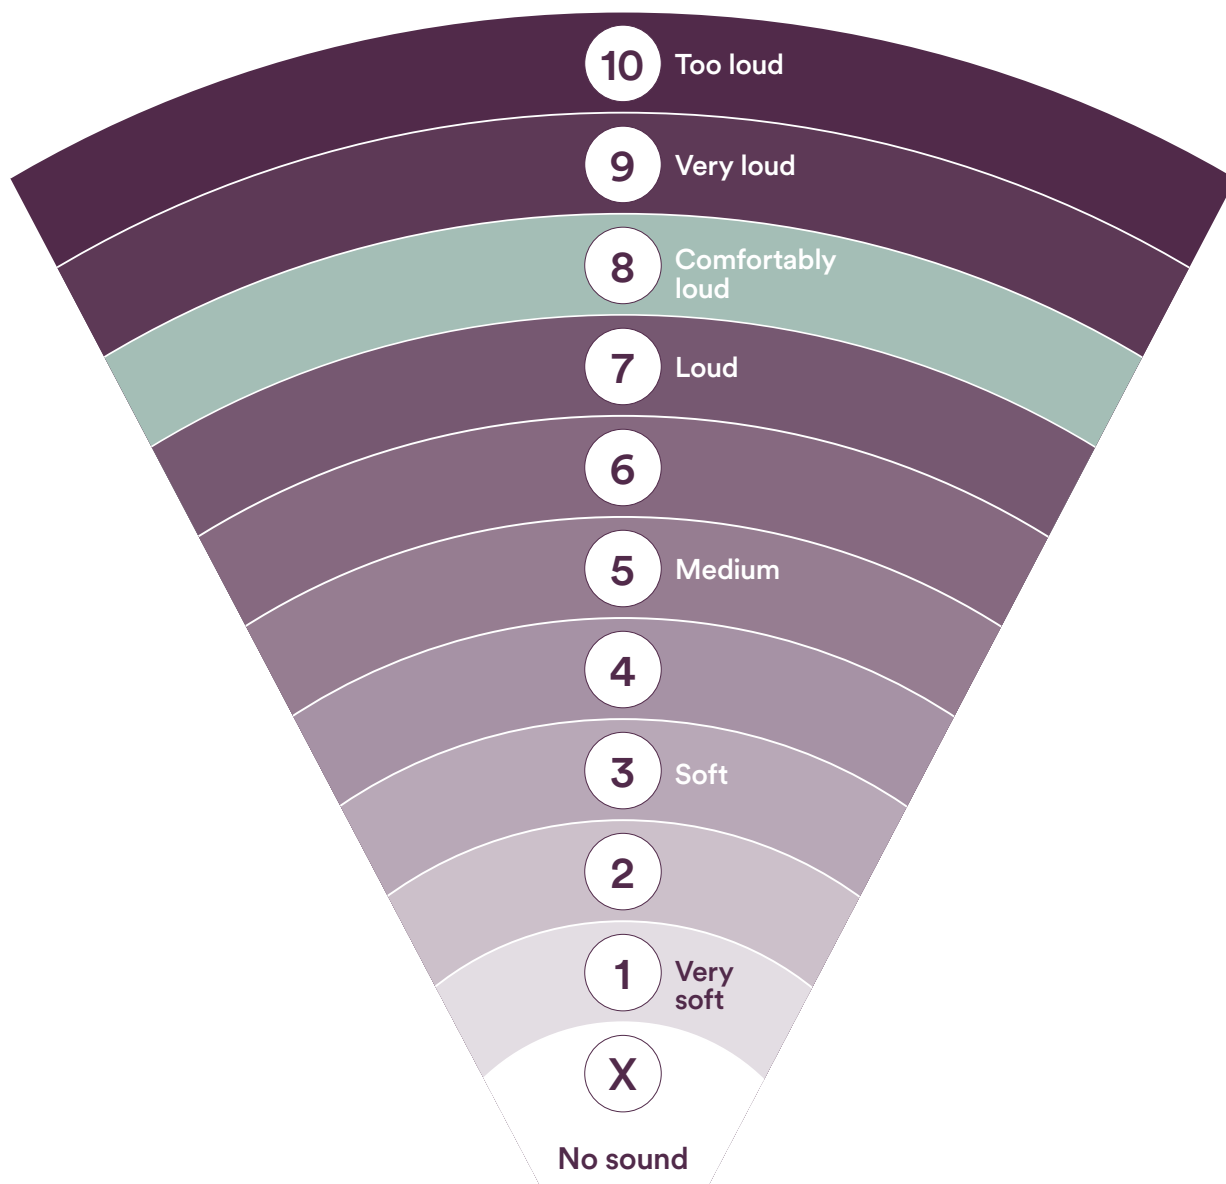 10 Too loud
9 Very loud
8 Comfortably
loud
7 Loud
6
5 Medium
4
3 Soft
2
1 Very
soft
X
No sound